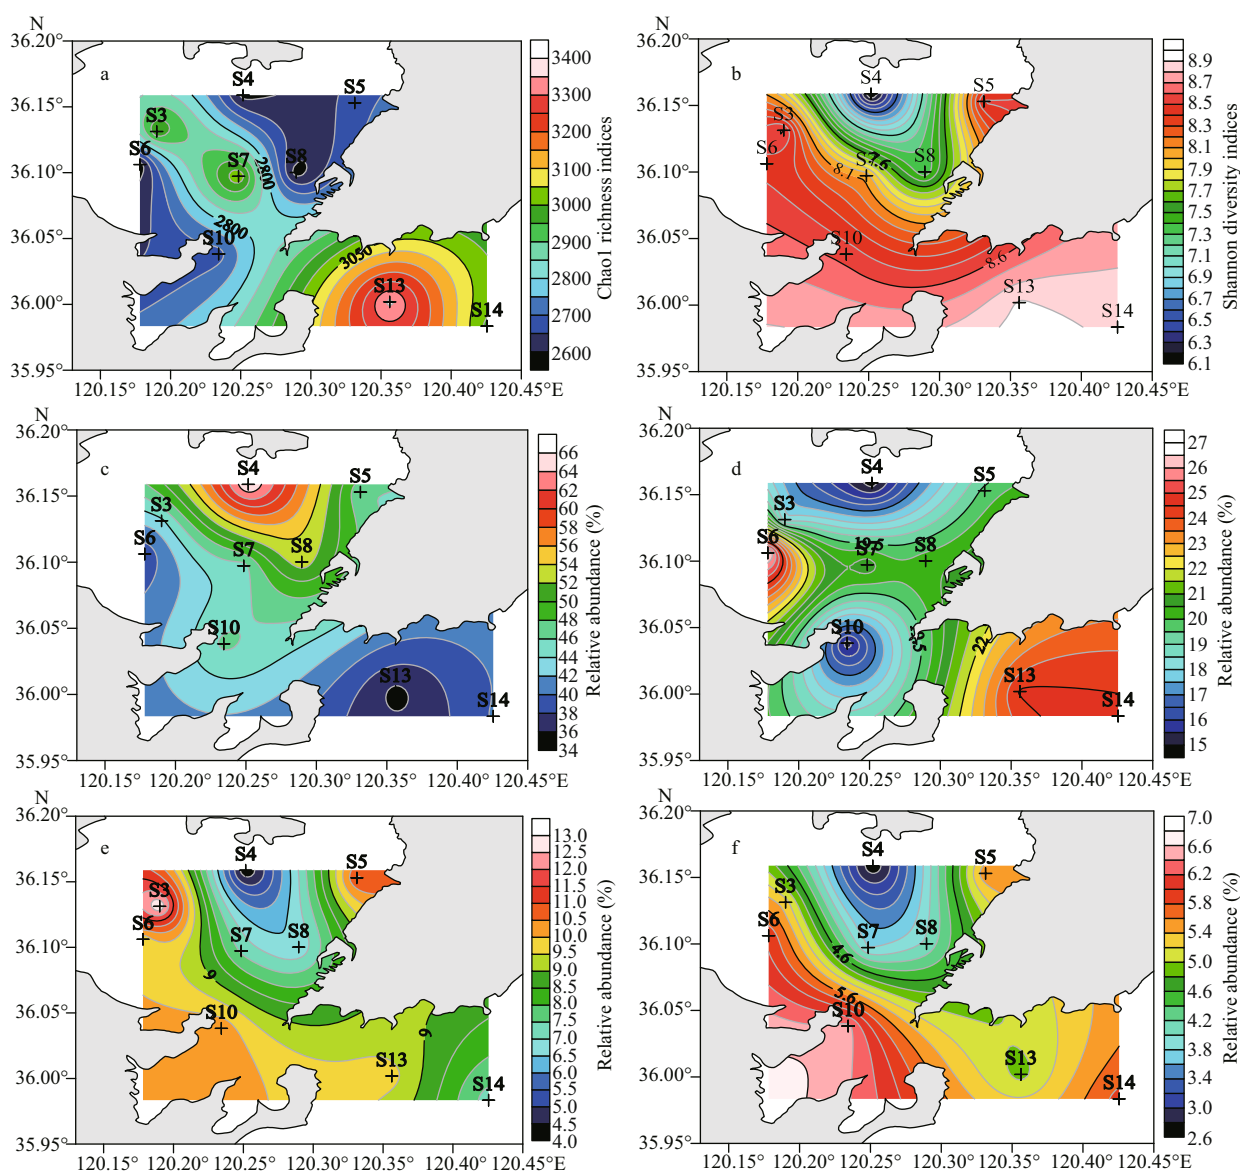 N
36.20°
36.15°
36.10°
36.05°
36.00°
35.95°
120.15 120.20 120.25 120.30 120.35 120.40 120.45°E
a
S4
S5
S3
S6
S7
S8
2800
2800
S10
3050
S13
S14
3400
3300
3200
3100
3000
2900
2800
2700
2600
Chao1 richness indices
N
36.20°
36.15°
36.10°
36.05°
36.00°
35.95°
120.15 120.20 120.25 120.30 120.35 120.40 120.45°E
b
S4
S5
S3
S6
S7
7.6
S8
8.1
S10
8.6
S13
S14
8.9
8.7
8.5
8.3
8.1
7.9
7.7
7.5
7.3
7.1
6.9
6.7
6.5
6.3
6.1
Shannon diversity indices
N
36.20°
36.15°
36.10°
36.05°
36.00°
35.95°
120.15 120.20 120.25 120.30 120.35 120.40 120.45°E
c
S4
S5
S3
S6
S7
S8
S10
S13
S14
66
64
62
60
58
56
54
52
50
48
46
44
42
40
38
36
34
Relative abundance (%)
N
36.20°
36.15°
36.10°
36.05°
36.00°
35.95°
120.15 120.20 120.25 120.30 120.35 120.40 120.45°E
d
S4
S5
S3
S6
19.5
S7
S8
S10
22
S13
S14
27
26
25
24
23
22
21
20
19
18
17
16
15
Relative abundance (%)
N
36.20°
36.15°
36.10°
36.05°
36.00°
35.95°
120.15 120.20 120.25 120.30 120.35 120.40 120.45°E
e
S4
S5
S3
S6
S7
S8
9
S10
9
S13
S14
13.0
12.5
11.5
11.0
10.5
10.0
9.5
9.0
8.5
8.0
7.5
7.0
6.5
6.0
5.5
5.0
4.5
4.0
Relative abundance (%)
N
36.20°
36.15°
36.10°
36.05°
36.00°
35.95°
120.15 120.20 120.25 120.30 120.35 120.40 120.45°E
f
S4
S5
S3
S6
S7
S8
4.6
5.6
S10
S13
S14
7.0
6.6
6.2
5.8
5.4
5.0
4.6
4.2
3.8
3.4
3.0
2.6
Relative abundance (%)